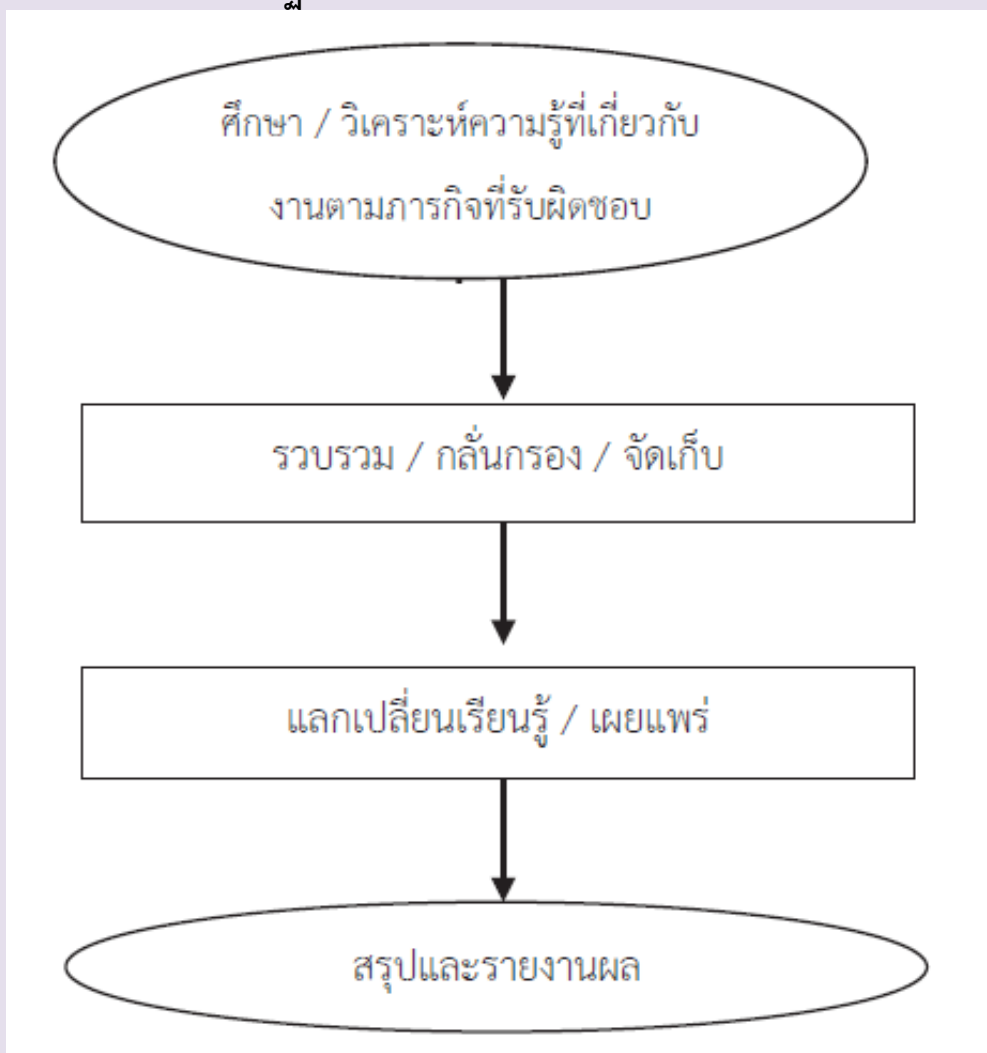 ศึกษา / วิเคราะห์ความรู้ที่เกี่ยวกับ
งานตามภารกิจที่รับผิดชอบ
รวบรวม / กลั่นกรอง / จัดเก็บ
แลกเปลี่ยนเรียนรู้ / เผยแพร่
สรุปและรายงานผล